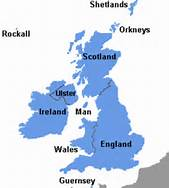 Shetlands
Rockall
Orkneys
Scotland
Ulster
Ireland
Man
Wales
England
Guernsey